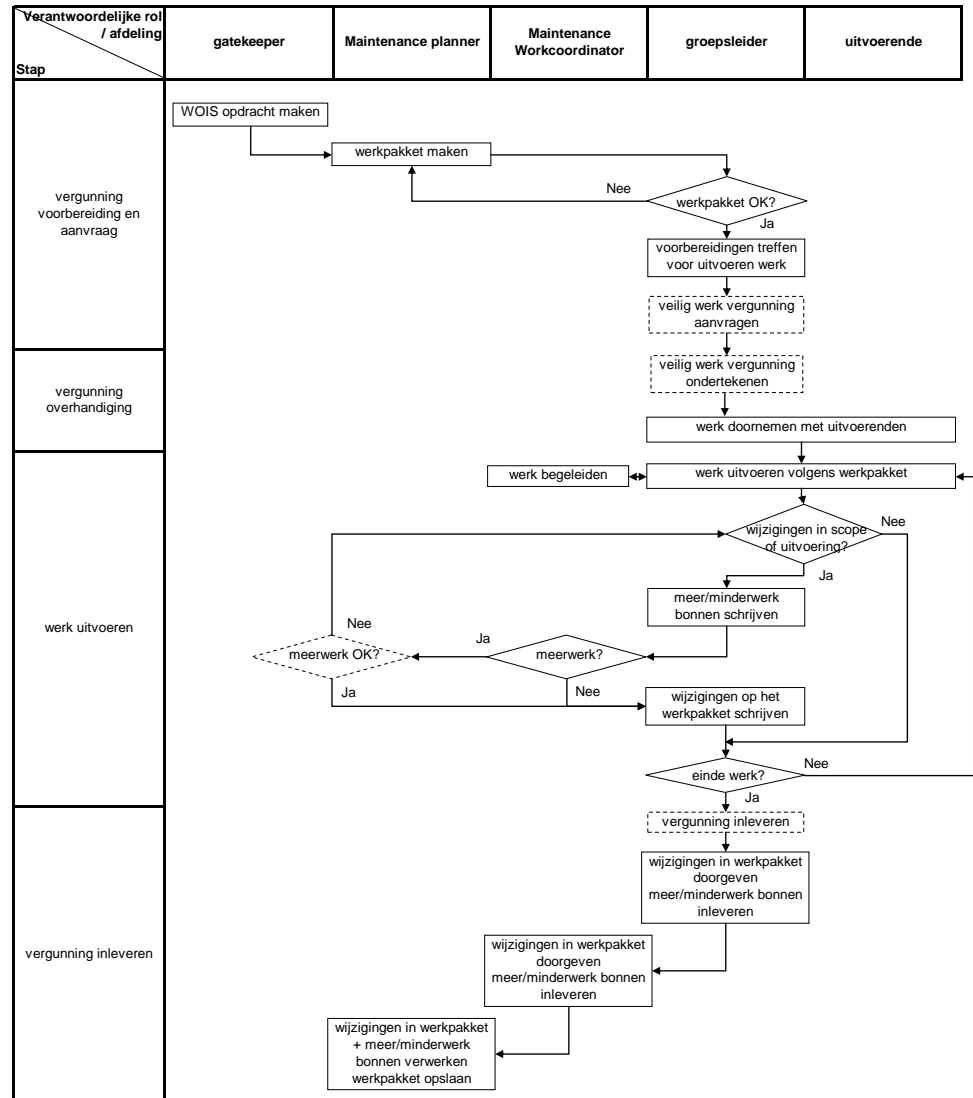 Verantwoordelijke rol
/ afdeling
Stap
gatekeeper
Maintenance planner
Maintenance
Workcoordinator
groepsleider
uitvoerende
vergunning
voorbereiding en
aanvraag
WOIS opdracht maken
werkpakket maken
Nee
werkpakket OK?
Ja
voorbereidingen treffen
voor uitvoeren werk
veilig werk vergunning
aanvragen
vergunning
overhandiging
veilig werk vergunning
ondertekenen
werk doornemen met uitvoerenden
werk uitvoeren
werk begeleiden
werk uitvoeren volgens werkpakket
wijzigingen in scope
of uitvoering?
Nee
Ja
meer/minderwerk
bonnen schrijven
Nee
meerwerk OK?
Ja
meerwerk?
Ja
Nee
wijzigingen op het
werkpakket schrijven
einde werk?
Nee
Ja
vergunning inleveren
vergunning inleveren
wijzigingen in werkpakket
doorgeven
meer/minderwerk bonnen
inleveren
wijzigingen in werkpakket
doorgeven
meer/minderwerk bonnen
inleveren
wijzigingen in werkpakket
+ meer/minderwerk
bonnen verwerken
werkpakket opslaan